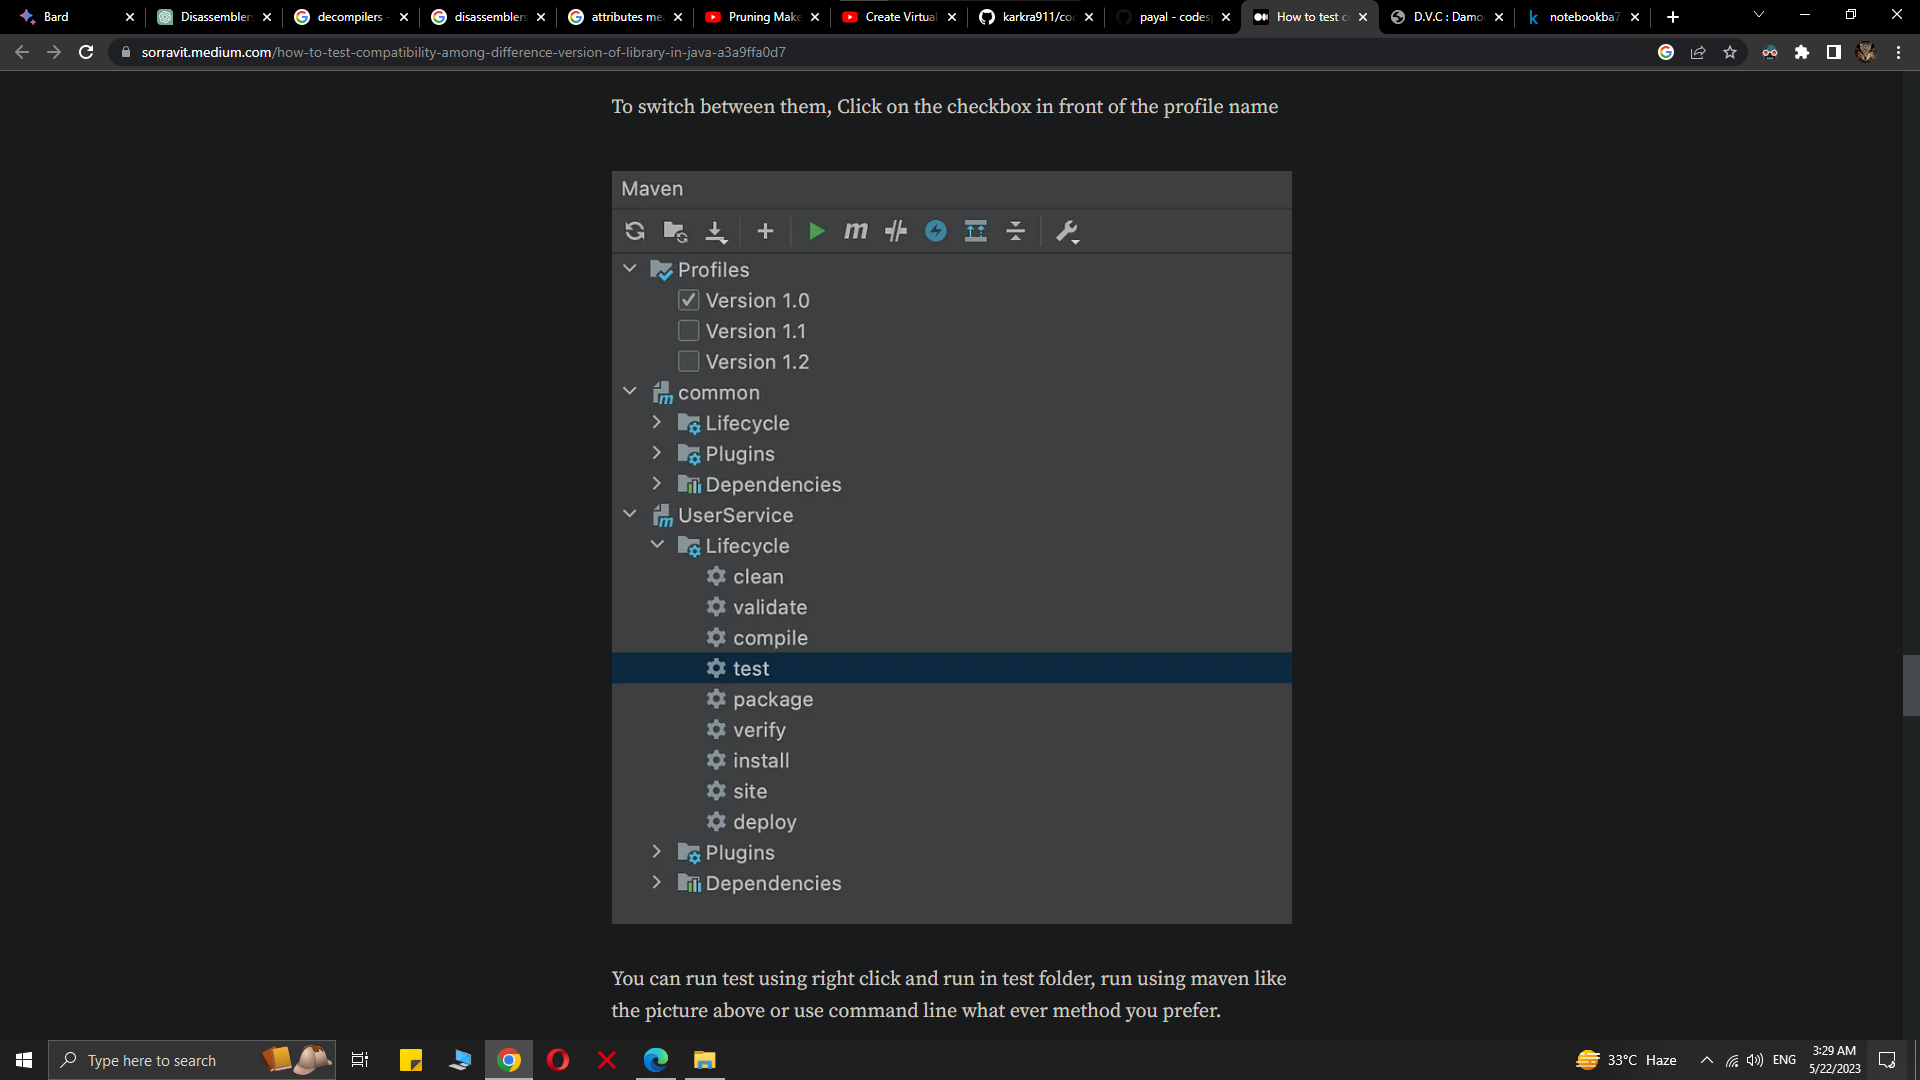 Bard
Disassemblers
decompilers -
disassemblers
attributes me
Pruning Make
Create Virtual
karkra911/co
payal - codes
How to test c
D.V.C : Damo
notebookba7
sorravit.medium.com/how-to-test-compatibility-among-difference-version-of-library-in-java-a3a9ffa0d7
To switch between them, Click on the checkbox in front of the profile name
Maven
m
Profiles
Version 1.0
Version 1.1
Version 1.2
common
Lifecycle
Plugins
Dependencies
UserService
Lifecycle
clean
validate
compile
test
package
verify
install
site
deploy
Plugins
Dependencies
You can run test using right click and run in test folder, run using maven like
the picture above or use command line what ever method you prefer.
Type here to search
33°C Haze
ENG
3:29 AM
5/22/2023